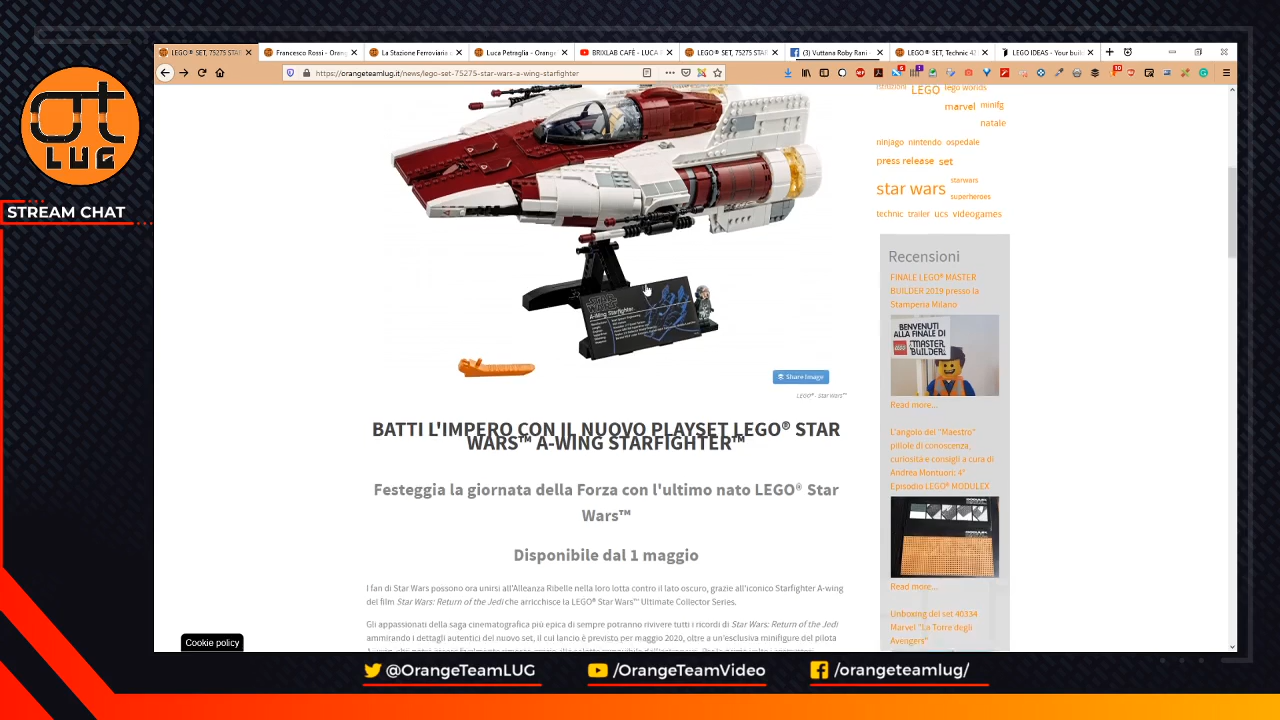 LEGO® SET, 75275 STAR
Francesco Rossi - Orang
La Stazione Ferroviaria
Luca Petraglia - Orange
BRIXLAB CAFÈ - LUCA
LEGO® SET, 75275 STAR
(3) Vuttana Roby Rani
LEGO® SET, Technic 42
LEGO IDEAS - Your buil
https://orangeteamlug.it/news/lego-set-75275-star-wars-a-wing-starfighter
LUG
STREAM CHAT
istituzioni LEGO lego worlds
marvel minifig
natale
ninjago nintendo ospedale
press release set
star wars starwars
superheroes
technic trailer ucs videogames
STAR WARS
A-Wing Starfighter
Share Image
LEGO® - Star Wars™
BATTI L'IMPERO CON IL NUOVO PLAYSET LEGO® STAR
WARS™ A-WING STARFIGHTER™
Festeggia la giornata della Forza con l'ultimo nato LEGO® Star
Wars™
Disponibile dal 1 maggio
I fan di Star Wars possono ora unirsi all'Alleanza Ribelle nella loro lotta contro il lato oscuro, grazie all'iconico Starfighter A-wing
del film Star Wars: Return of the Jedi che arricchisce la LEGO® Star Wars™ Ultimate Collector Series.
Gli appassionati della saga cinematografica più epica di sempre potranno rivivere tutti i ricordi di Star Wars: Return of the Jedi
ammirando i dettagli autentici del nuovo set, il cui lancio è previsto per maggio 2020, oltre a un'esclusiva minifigure del pilota
Recensioni
FINALE LEGO® MASTER
BUILDER 2019 presso la
Stamperia Milano
BENVENUTI
ALLA FINALE DI
LEGO MASTER
BUILDER!
Read more...
L'angolo del "Maestro"
pillole di conoscenza,
curiosità e consigli a cura di
Andrea Montuori: 4°
Episodio LEGO® MODULEX
Read more...
Unboxing del set 40334
Marvel "La Torre degli
Avengers"
Cookie policy
@OrangeTeamLUG
/OrangeTeamVideo
/orangeteamlug/